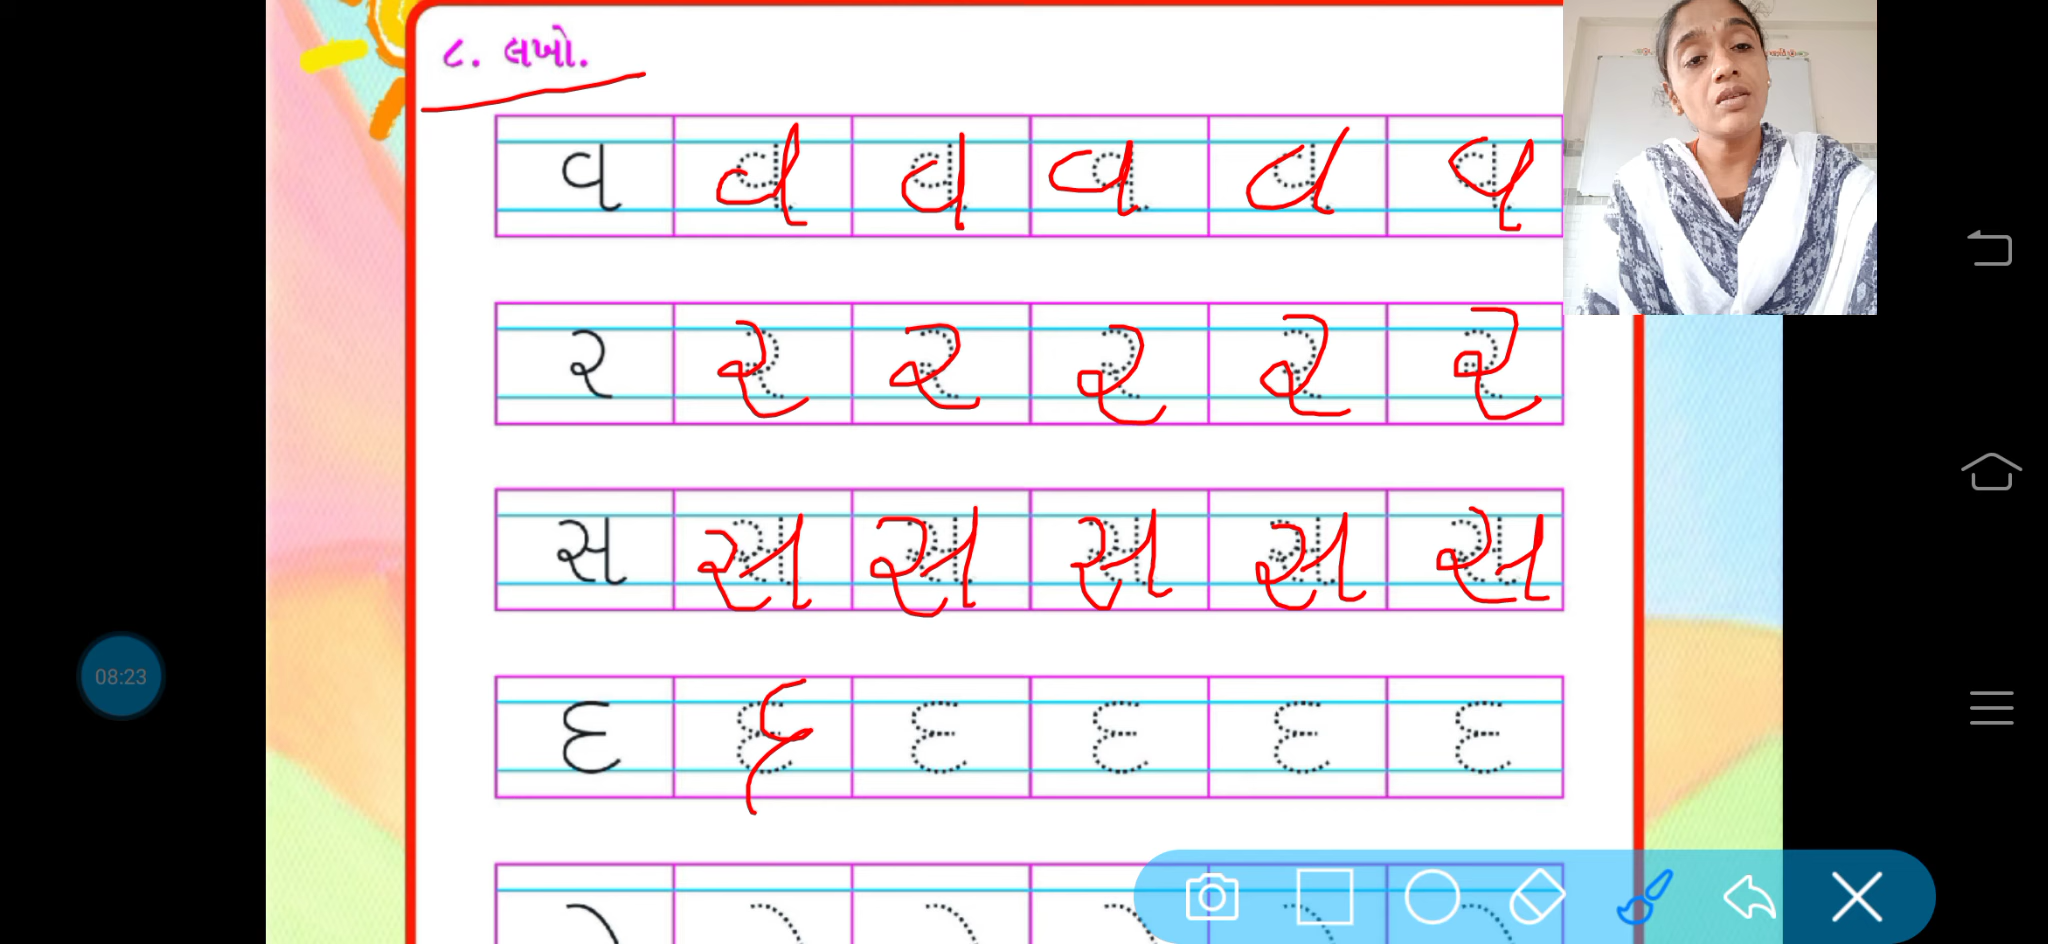 ૮. લખો.
વ વ વ વ વ વ
ર ર ર ર ર ર
સ સ સ સ સ સ
દ દ દ દ દ દ
08:23